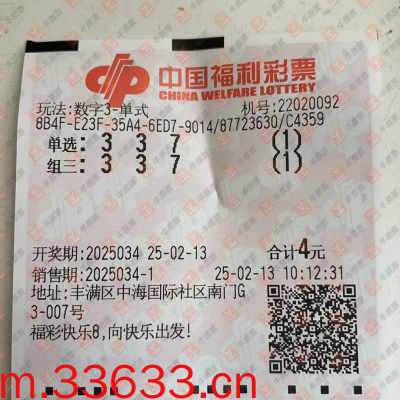 中国福利彩票
CHINA WELFARE LOTTERY
玩法:数字3-单式 机号:22020092
8B4F-E23F-35A4-6ED7-9014/87723630/C4359
单选: 3 3 7 (1)
组三: 3 3 7 (1)
开奖期:2025034 25-02-13 合计4元
销售期:2025034-1 25-02-13 10:12:31
地址:丰满区中海国际社区南门G
3-007号
福彩快乐8,向快乐出发!
m.33633.cn